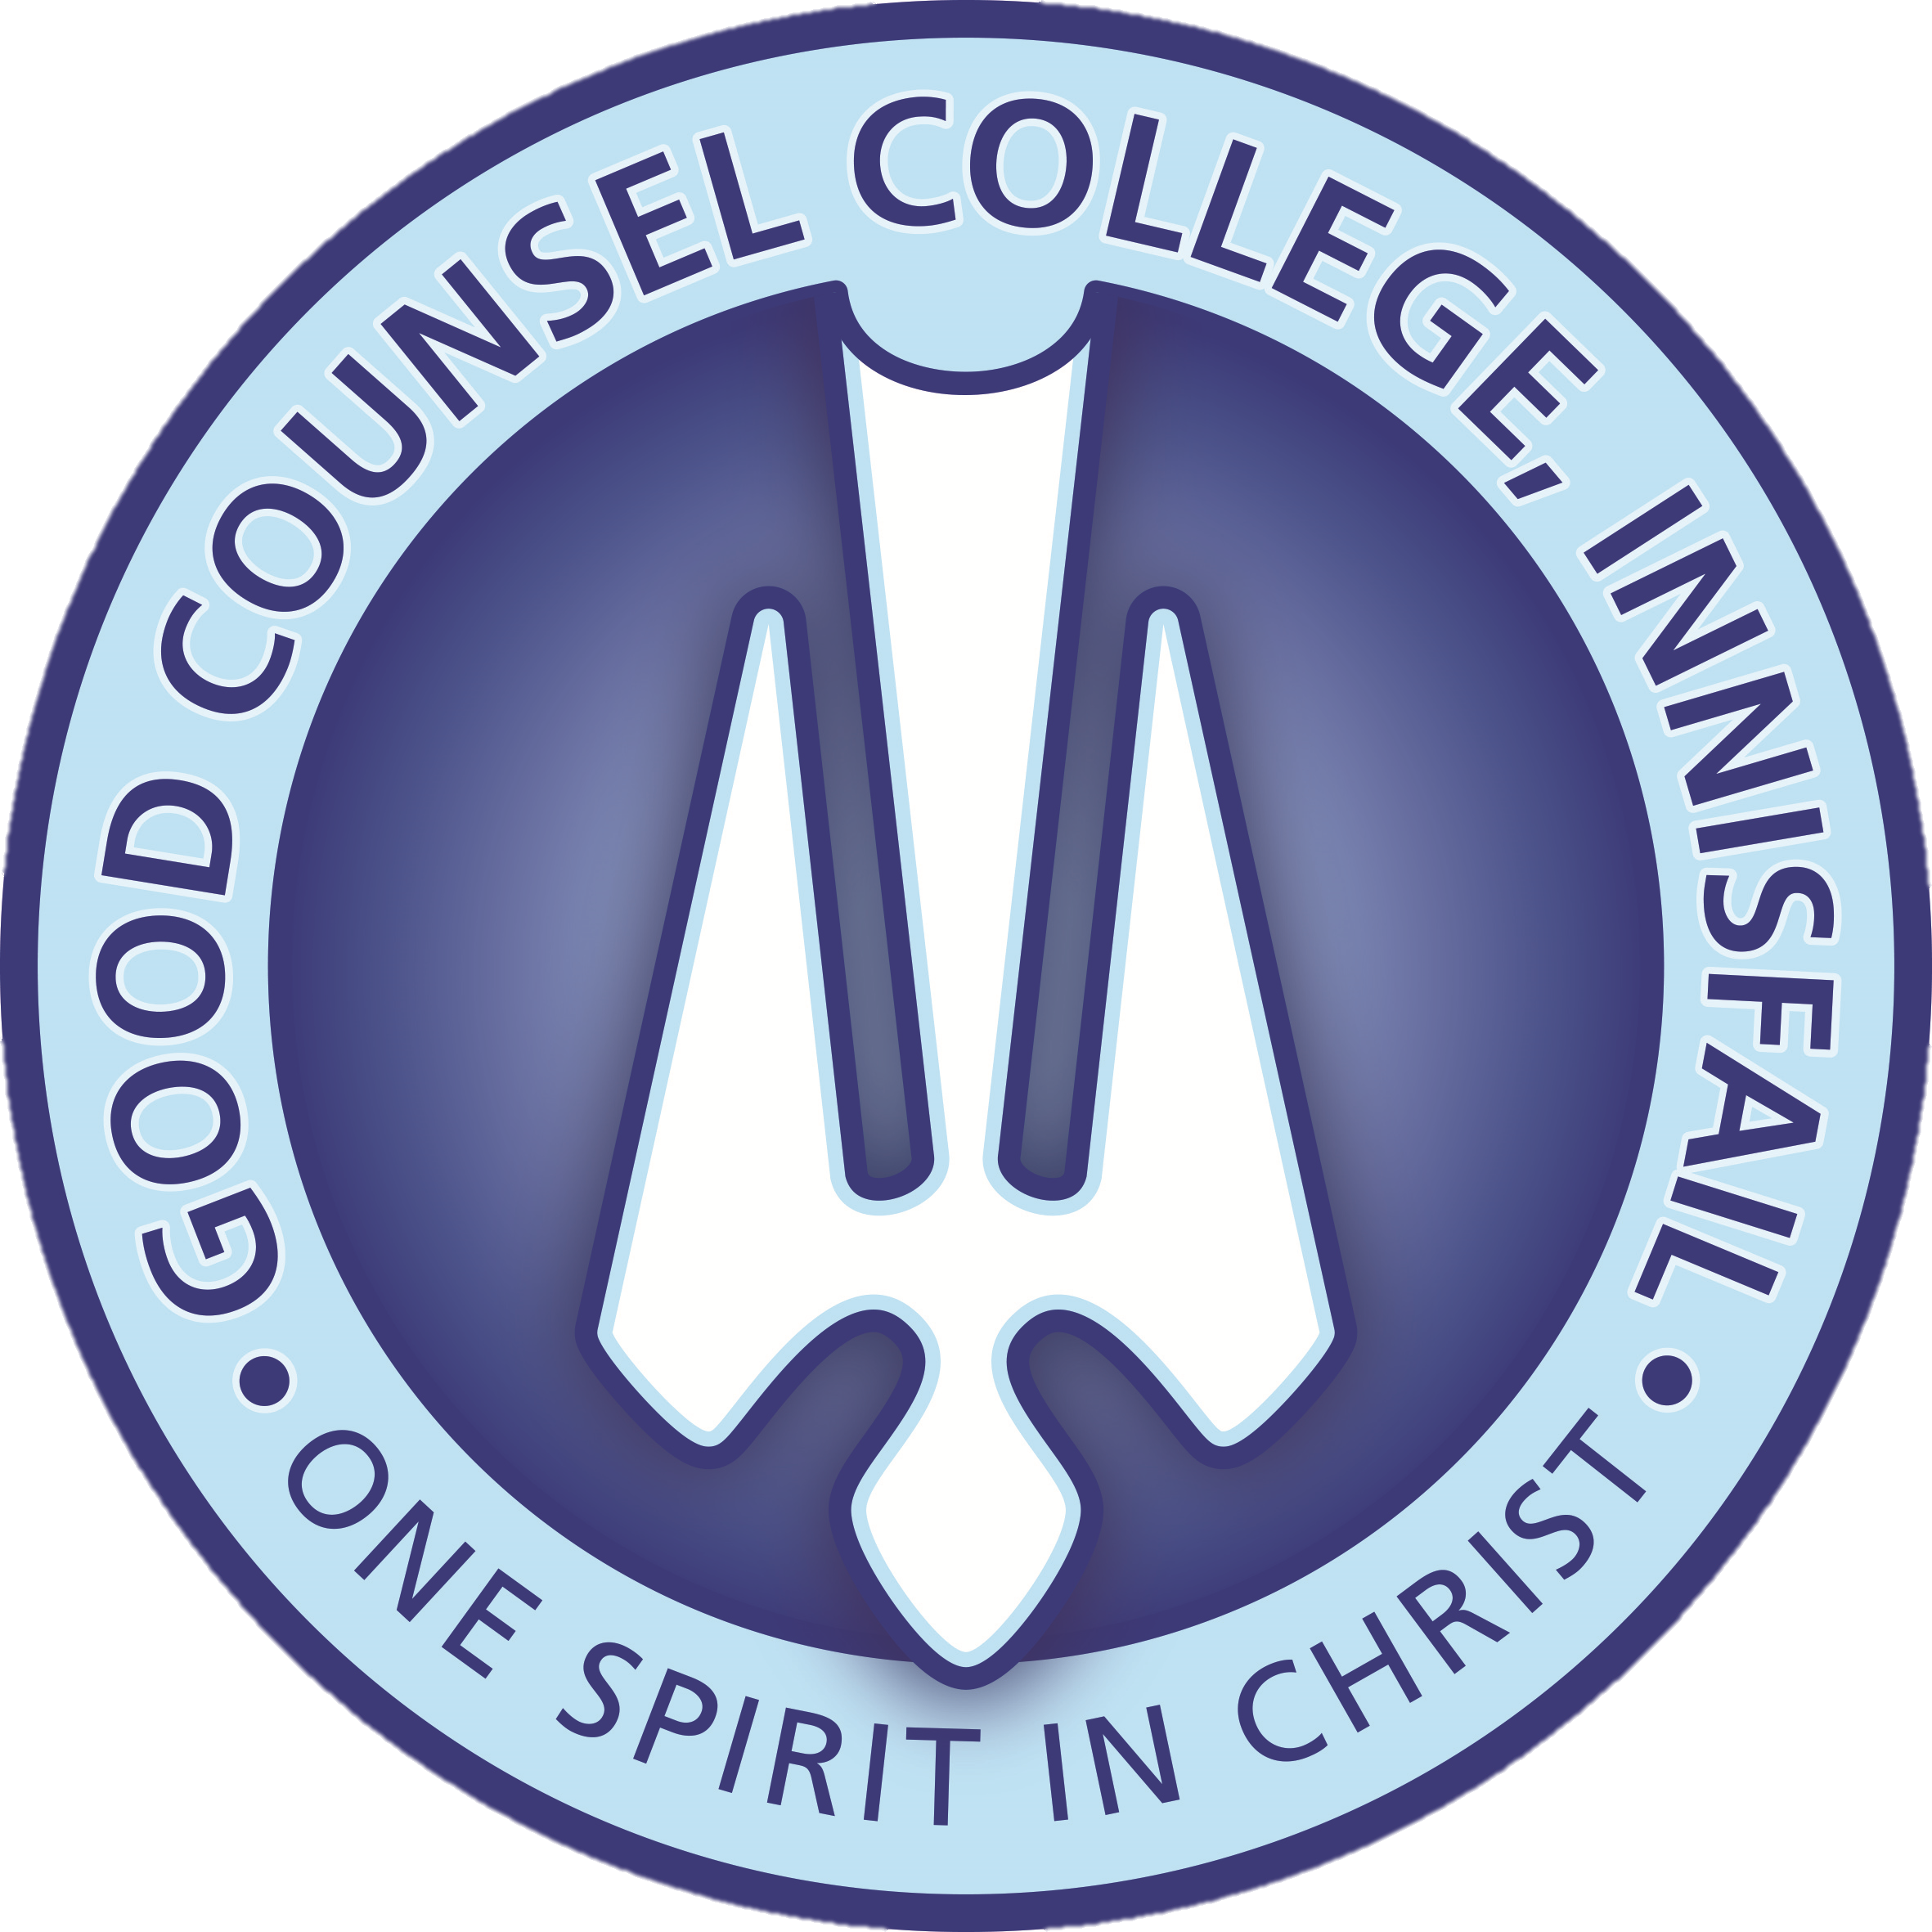 GOOD COUNSEL COLLEGE, INNISFAIL
• ONE SPIRIT IN CHRIST •